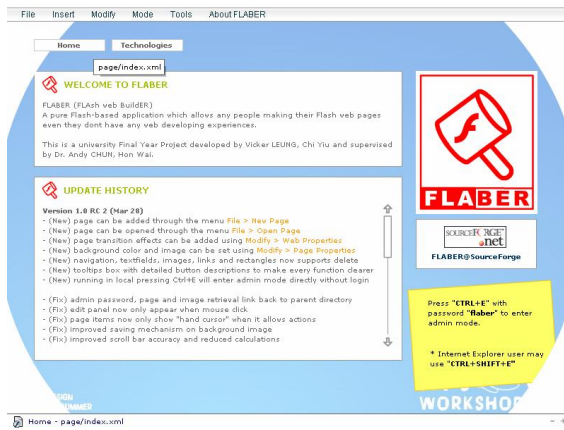 File Insert Modify Mode Tools About FLABER
Home Technologies
page/index.xml
WELCOME TO FLABER
FLABER (FLAsh web BuildER)
A pure Flash-based application which allows any people making their Flash web pages
even they dont have any web developing experiences.
This is a university Final Year Project developed by Vicker LEUNG, Chi Yiu and supervised
by Dr. Andy CHUN, Hon Wai.
UPDATE HISTORY
Version 1.0 RC 2 (Mar 28)
- (New) page can be added through the menu File > New Page
- (New) page can be opened through the menu File > Open Page
- (New) page transition effects can be added using Modify > Web Properties
- (New) background color and image can be set using Modify > Page Properties
- (New) navigation, textfields, images, links and rectangles now supports delete
- (New) tooltips box with detailed button descriptions to make every function clearer
- (New) running in local pressing Ctrl+E will enter admin mode directly without login
- (Fix) admin password, page and image retrieval link back to parent directory
- (Fix) edit panel now only appear when mouse click
- (Fix) page items now only show "hand cursor" when it allows actions
- (Fix) improved saving mechanism on background image
- (Fix) improved scroll bar accuracy and reduced calculations
FLABER
SOURCEFORGE
.net
FLABER@SourceForge
Press "CTRL+E" with
password "flaber" to enter
admin mode.
* Internet Explorer user may
use "CTRL+SHIFT+E"
WORKSHOP
Home - page/index.xml